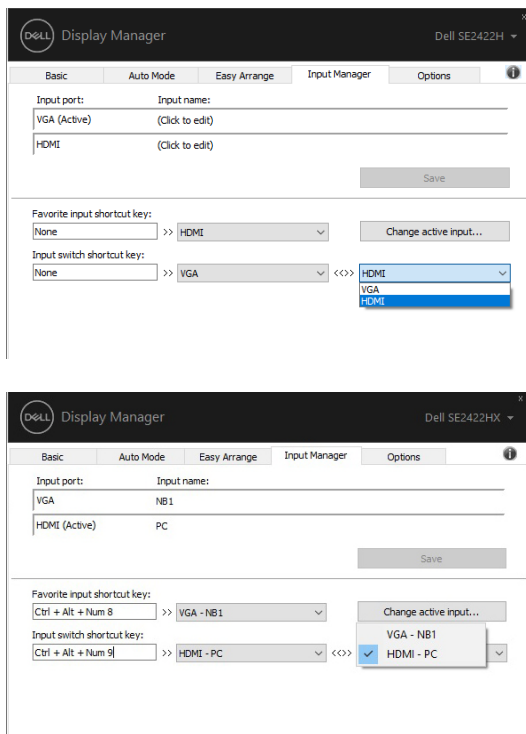 x
DELL Display Manager Dell SE2422H
Basic Auto Mode Easy Arrange Input Manager Options i
Input port: Input name:
VGA (Active) (Click to edit)
HDMI (Click to edit)
Save
Favorite input shortcut key:
None >> HDMI Change active input...
Input switch shortcut key:
None >> VGA <<>> HDMI
VGA
HDMI
x
DELL Display Manager Dell SE2422HX
Basic Auto Mode Easy Arrange Input Manager Options i
Input port: Input name:
VGA NB1
HDMI (Active) PC
Save
Favorite input shortcut key:
Ctrl + Alt + Num 8 >> VGA - NB1 Change active input...
Input switch shortcut key:
VGA - NB1
Ctrl + Alt + Num 9 >> HDMI - PC <<>> HDMI - PC